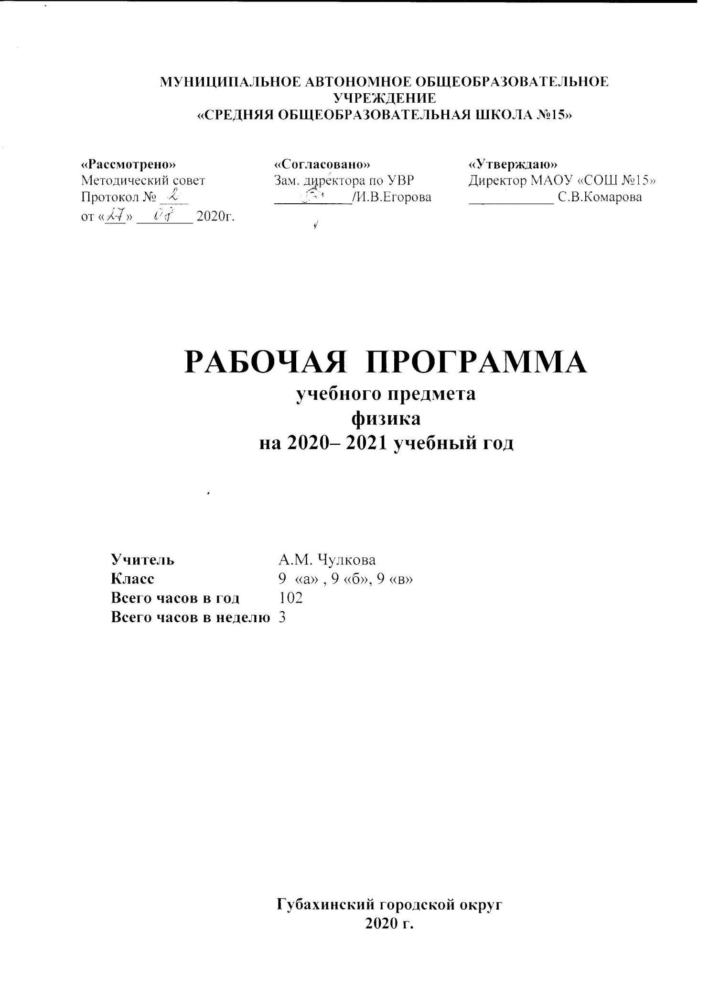 МУНИЦИПАЛЬНОЕ АВТОНОМНОЕ ОБЩЕОБРАЗОВАТЕЛЬНОЕ
УЧРЕЖДЕНИЕ
«СРЕДНЯЯ ОБЩЕОБРАЗОВАТЕЛЬНАЯ ШКОЛА №15»
«Рассмотрено»
Методический совет
Протокол № 2
от «27» 08 2020г.
«Согласовано»
Зам. директора по УВР
/И.В.Егорова
«Утверждаю»
Директор МАОУ «СОШ №15»
С.В.Комарова
РАБОЧАЯ ПРОГРАММА
учебного предмета
физика
на 2020– 2021 учебный год
Учитель А.М. Чулкова
Класс 9 «а» , 9 «б», 9 «в»
Всего часов в год 102
Всего часов в неделю 3
Губахинский городской округ
2020 г.